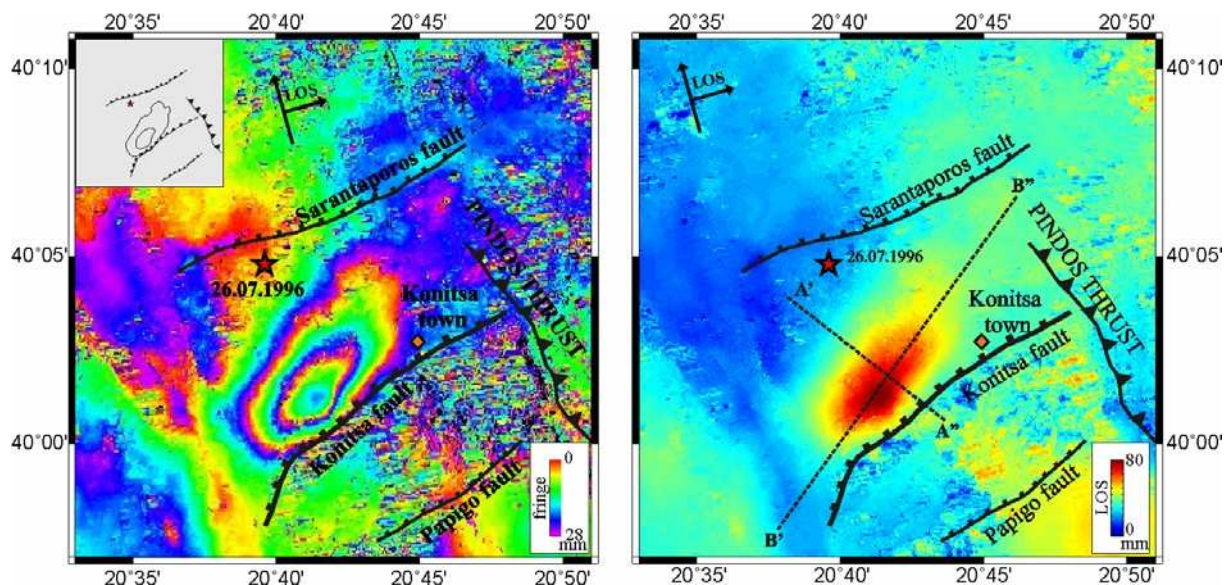 20°35' 20°40' 20°45' 20°50'
40°10'
40°05'
40°00'
LOS
Sarantaporos fault
26.07.1996
Konitsa
town
PINDOS THRUST
Konitsa fault
Papigo fault
fringe
0
28
mm
20°35' 20°40' 20°45' 20°50'
20°35' 20°40' 20°45' 20°50'
40°10'
40°05'
40°00'
LOS
Sarantaporos fault
B"
26.07.1996
A'
Konitsa
town
PINDOS THRUST
Konitsa fault
A"
Papigo fault
B'
LOS
80
0
mm
20°35' 20°40' 20°45' 20°50'